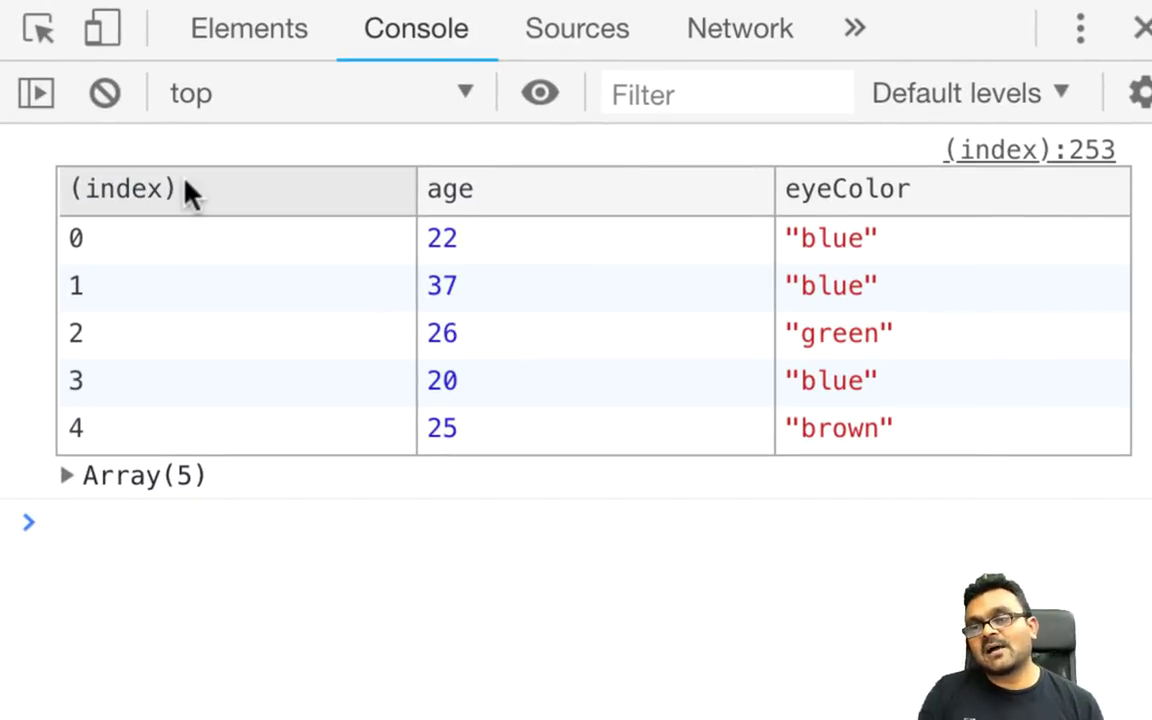 Elements Console Sources Network »
top Filter Default levels
(index):253
(index) age eyeColor
0 22 "blue"
1 37 "blue"
2 26 "green"
3 20 "blue"
4 25 "brown"
Array(5)